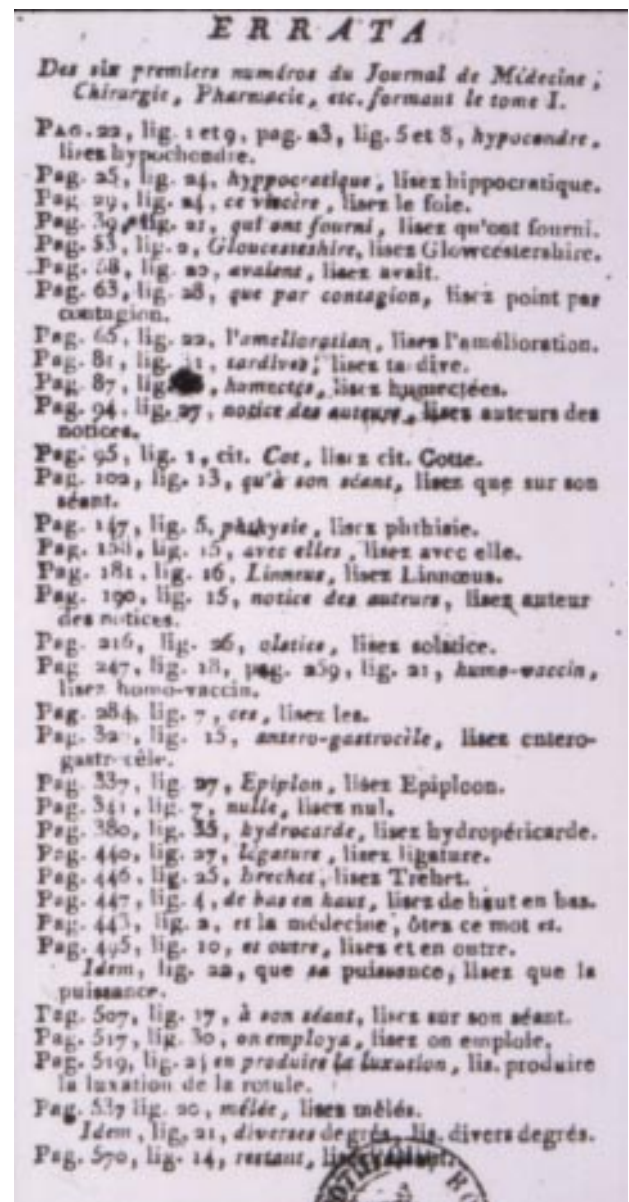 ERRATA
Des six premiers numéros du Journal de Médecine,
Chirurgie, Pharmacie, etc. formant le tome I.
PAG. 22, lig. 1 et 9, pag. 23, lig. 5 et 8, hypocondre,
lisez hypochondre.
Pag. 25, lig. 24, hyppocratique, lisez hippocratique.
Pag. 29, lig. 24, ce viscère, lisez le foie.
Pag. 39, lig. 21, qui ont fourni, lisez qu'ont fourni.
Pag. 53, lig. 2, Gloucesteshire, lisez Glowcestershire.
Pag. 58, lig. 20, avaient, lisez avait.
Pag. 63, lig. 28, que par contagion, lisez point par
contagion.
Pag. 65, lig. 22, l'amelioration, lisez l'amélioration.
Pag. 81, lig. tardives, lisez tardive.
Pag. 87, lig. humectes, lisez humectées.
Pag. 94, lig. 27, notice des auteurs, lisez auteurs des
notices.
Pag. 95, lig. 1, cit. Cot, lisez cit. Cotte.
Pag. 102, lig. 13, qu'à son séant, lisez que sur son
séant.
Pag. 147, lig. 5, phthysie, lisez phthisie.
Pag. lig. 15, avec elles, lisez avec elle.
Pag. 181, lig. 16, Linneus, lisez Linnœus.
Pag. 190, lig. 15, notice des auteurs, lisez auteur
des notices.
Pag. 216, lig. 26, olstice, lisez solstice.
Pag 247, lig. 18, pag. 259, lig. 21, humo-vaccin,
lisez homo-vaccin.
Pag. 284, lig. 7, ces, lisez les.
Pag. lig. 15, antero-gastrocile, lisez entero-
gastrocèle.
Pag. 337, lig. 27, Epiplon, lisez Epiploon.
Pag. 341, lig. 7, nulle, lisez nul.
Pag. 380, lig. 35, hydrocarde, lisez hydropéricarde.
Pag. 440, lig. 27, légature, lisez ligature.
Pag. 446, lig. 25, brechet, lisez Tréhet.
Pag. 447, lig. 4, de bas en haut, lisez de haut en bas.
Pag. 443, lig. 2, et la médecine, ôtez ce mot et.
Pag. 495, lig. 10, et outre, lisez et en outre.
Idem, lig. 22, que sa puissance, lisez que la
puissance.
Pag. 507, lig. 17, à son séant, lisez sur son séant.
Pag. 517, lig. 30, on employa, lisez on emploie.
Pag. 519, lig. en produire la luxation, lis. produire
la luxation de la rotule.
Pag. 537 lig. 20, mêlée, lisez mêlés.
Idem, lig. 21, diverses degrés, lis. divers degrés.
Pag. 570, lig. 14, restant,